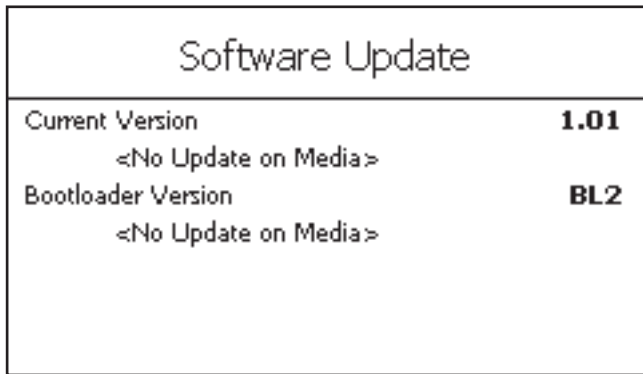 Software Update
Current Version 1.01
<No Update on Media>
Bootloader Version BL2
<No Update on Media>